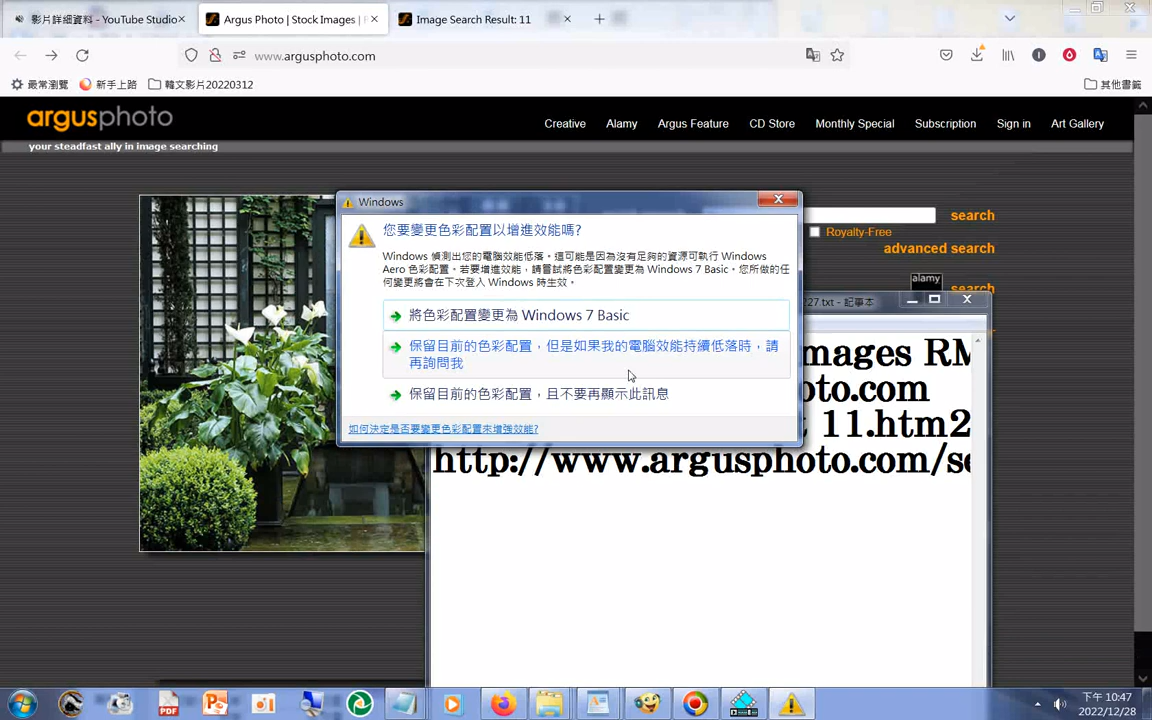 影片詳細資料 - YouTube Studio
Argus Photo | Stock Images |
Image Search Result: 11
www.argusphoto.com
最常瀏覽
新手上路
韓文影片20220312
其他書籤
argusphoto
Creative
Alamy
Argus Feature
CD Store
Monthly Special
Subscription
Sign in
Art Gallery
your steadfast ally in image searching
Windows
您要變更色彩配置以增進效能嗎?
Windows 偵測出您的電腦效能低落。這可能是因為沒有足夠的資源可執行 Windows
Aero 色彩配置。若要增進效能，請嘗試將色彩配置變更為 Windows 7 Basic。您所做的任
何變更將會在下次登入 Windows 時生效。
將色彩配置變更為 Windows 7 Basic
保留目前的色彩配置，但是如果我的電腦效能持續低落時，請
再詢問我
保留目前的色彩配置，且不要再顯示此訊息
如何決定是否要變更色彩配置來增強效能?
search
Royalty-Free
advanced search
alamy
search
227.txt - 記事本
mages RM
oto.com
t 11.htm2
http://www.argusphoto.com/se
PDF
下午 10:47
2022/12/28